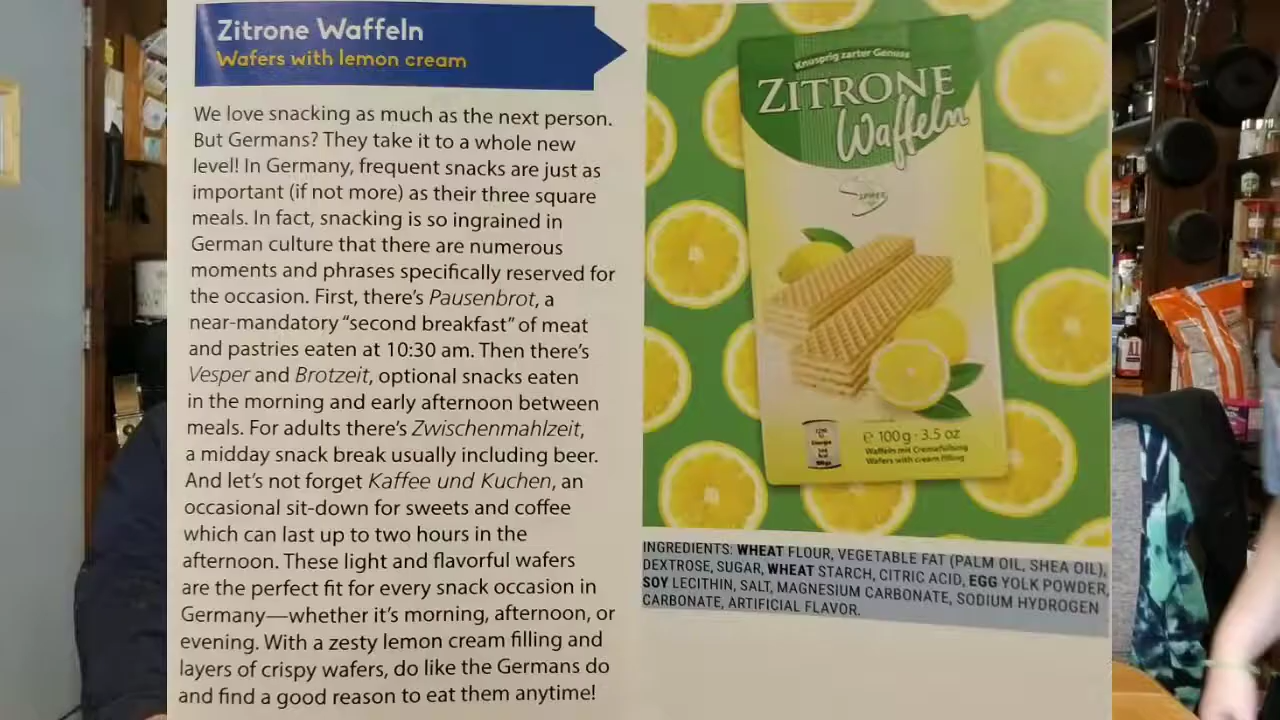 Zitrone Waffeln
Wafers with lemon cream
We love snacking as much as the next person.
But Germans? They take it to a whole new
level! In Germany, frequent snacks are just as
important (if not more) as their three square
meals. In fact, snacking is so ingrained in
German culture that there are numerous
moments and phrases specifically reserved for
the occasion. First, there's Pausenbrot, a
near-mandatory “second breakfast” of meat
and pastries eaten at 10:30 am. Then there's
Vesper and Brotzeit, optional snacks eaten
in the morning and early afternoon between
meals. For adults there's Zwischenmahlzeit,
a midday snack break usually including beer.
And let's not forget Kaffee und Kuchen, an
occasional sit-down for sweets and coffee
which can last up to two hours in the
afternoon. These light and flavorful wafers
are the perfect fit for every snack occasion in
Germany—whether it's morning, afternoon, or
evening. With a zesty lemon cream filling and
layers of crispy wafers, do like the Germans do
and find a good reason to eat them anytime!
Knusprig zarter Genuss
ZITRONE
Waffeln
e 100 g · 3.5 oz
Waffeln mit Cremefüllung
Wafers with cream filling
INGREDIENTS: WHEAT FLOUR, VEGETABLE FAT (PALM OIL, SHEA OIL),
DEXTROSE, SUGAR, WHEAT STARCH, CITRIC ACID, EGG YOLK POWDER,
SOY LECITHIN, SALT, MAGNESIUM CARBONATE, SODIUM HYDROGEN
CARBONATE, ARTIFICIAL FLAVOR.